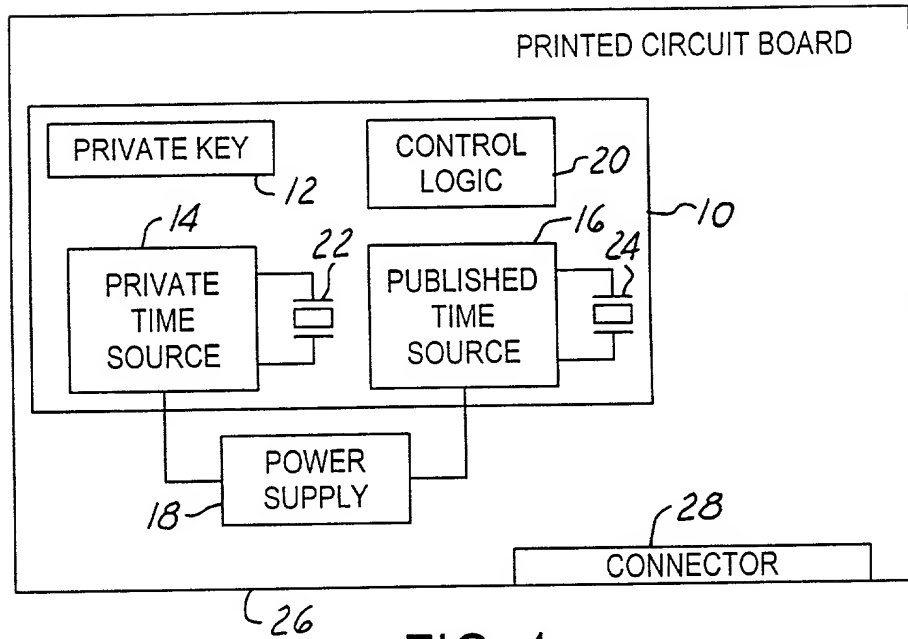 PRINTED CIRCUIT BOARD
PRIVATE KEY
12
CONTROL
LOGIC
20
10
14
PRIVATE
TIME
SOURCE
22
16
PUBLISHED
TIME
SOURCE
24
POWER
SUPPLY
18
28
CONNECTOR
26